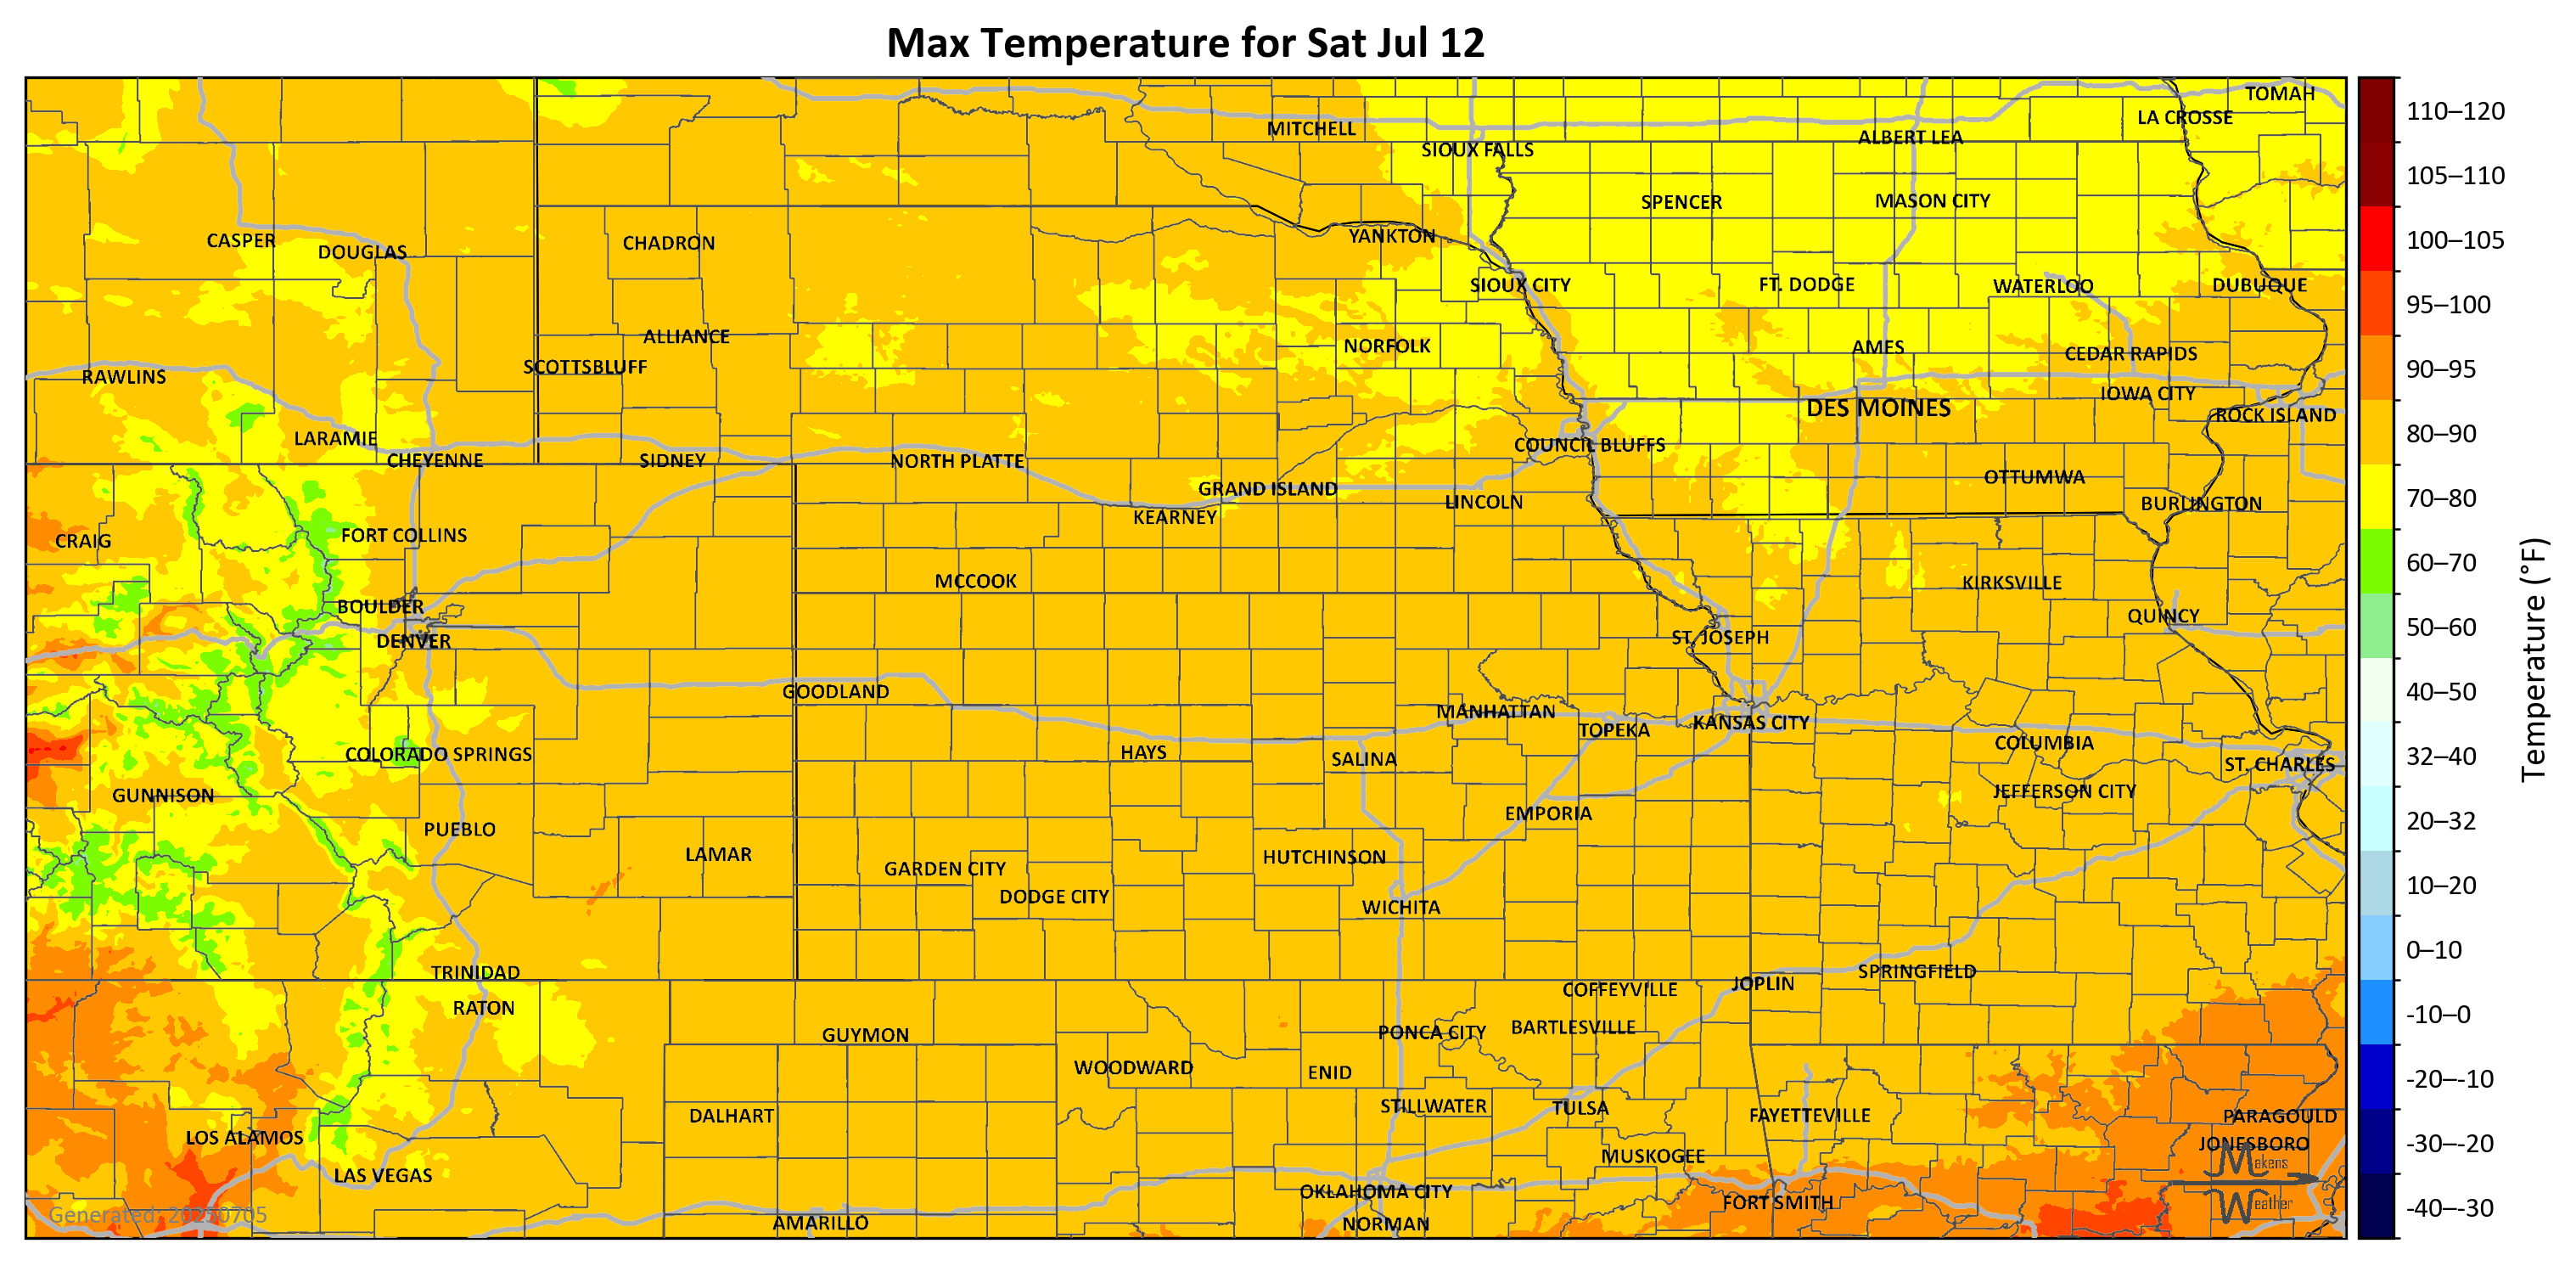 Max Temperature for Sat Jul 12
TOMAH
LA CROSSE
MITCHELL
ALBERT LEA
SIOUX FALLS
SPENCER
MASON CITY
CASPER
DOUGLAS
CHADRON
YANKTON
SIOUX CITY
FT. DODGE
WATERLOO
DUBUQUE
ALLIANCE
NORFOLK
AMES
CEDAR RAPIDS
SCOTTSBLUFF
RAWLINS
IOWA CITY
DES MOINES
ROCK ISLAND
LARAMIE
COUNCIL BLUFFS
CHEYENNE
SIDNEY
NORTH PLATTE
OTTUMWA
GRAND ISLAND
LINCOLN
BURLINGTON
KEARNEY
CRAIG
FORT COLLINS
MCCOOK
KIRKSVILLE
BOULDER
QUINCY
DENVER
ST. JOSEPH
GOODLAND
MANHATTAN
TOPEKA
KANSAS CITY
COLUMBIA
COLORADO SPRINGS
HAYS
SALINA
ST. CHARLES
GUNNISON
JEFFERSON CITY
EMPORIA
PUEBLO
LAMAR
GARDEN CITY
HUTCHINSON
DODGE CITY
WICHITA
TRINIDAD
SPRINGFIELD
JOPLIN
COFFEYVILLE
RATON
GUYMON
PONCA CITY
BARTLESVILLE
WOODWARD
ENID
STILLWATER
TULSA
DALHART
FAYETTEVILLE
PARAGOULD
LOS ALAMOS
JONESBORO
MUSKOGEE
LAS VEGAS
OKLAHOMA CITY
FORT SMITH
AMARILLO
NORMAN
Generated: 20250705
Makens
Weather
110–120
105–110
100–105
95–100
90–95
80–90
70–80
60–70
50–60
40–50
32–40
20–32
10–20
0–10
-10–0
-20–-10
-30–-20
-40–-30
Temperature (°F)